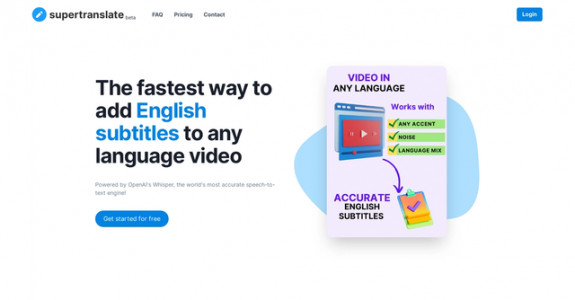 supertranslate beta
FAQ Pricing Contact
Login
The fastest way to
add English
subtitles to any
language video
Powered by OpenAI's Whisper, the world's most accurate speech-to-
text engine!
Get started for free
VIDEO IN
ANY LANGUAGE
Works with
ANY ACCENT
NOISE
LANGUAGE MIX
ACCURATE
ENGLISH
SUBTITLES